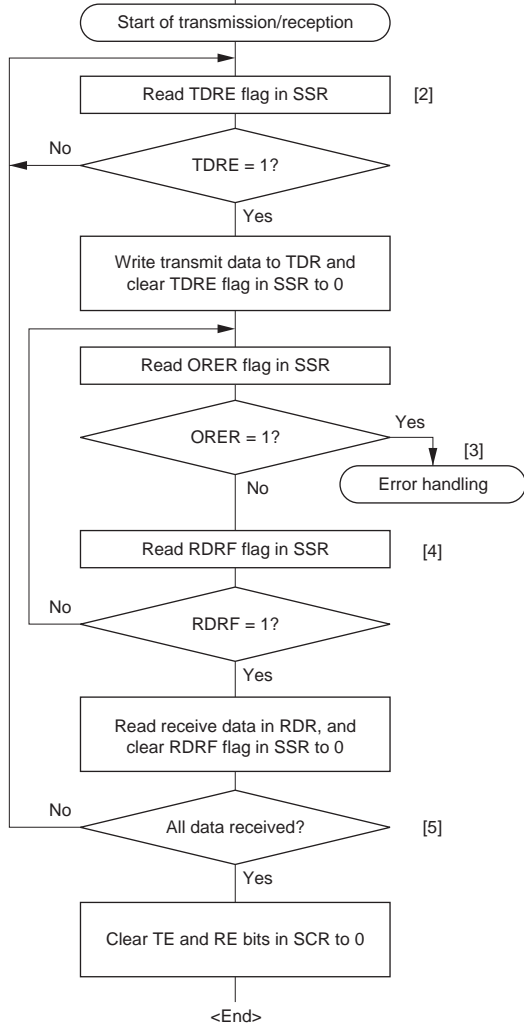 Start of transmission/reception
Read TDRE flag in SSR
[2]
No
TDRE = 1?
Yes
Write transmit data to TDR and
clear TDRE flag in SSR to 0
Read ORER flag in SSR
Yes
ORER = 1?
[3]
No
Error handling
Read RDRF flag in SSR
[4]
No
RDRF = 1?
Yes
Read receive data in RDR, and
clear RDRF flag in SSR to 0
No
All data received?
[5]
Yes
Clear TE and RE bits in SCR to 0
<End>